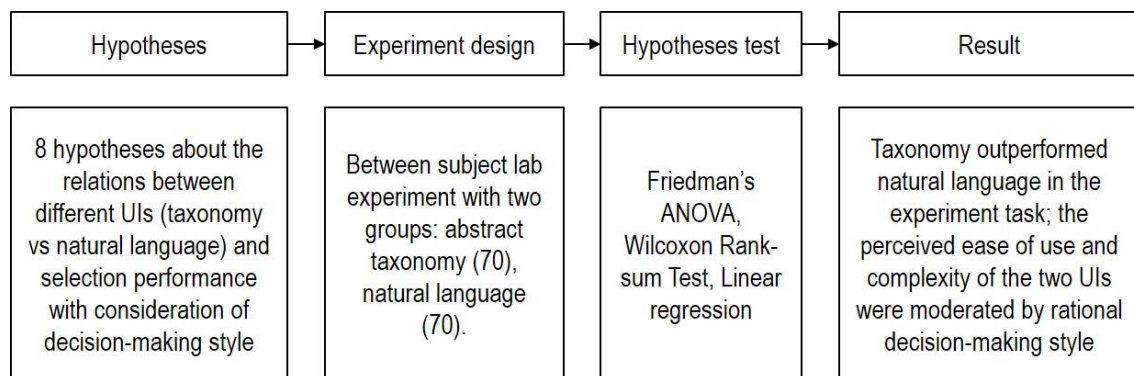 Hypotheses
Experiment design
Hypotheses test
Result
8 hypotheses about the
relations between
different UIs (taxonomy
vs natural language) and
selection performance
with consideration of
decision-making style
Between subject lab
experiment with two
groups: abstract
taxonomy (70),
natural language
(70).
Friedman's
ANOVA,
Wilcoxon Rank-
sum Test, Linear
regression
Taxonomy outperformed
natural language in the
experiment task; the
perceived ease of use and
complexity of the two UIs
were moderated by rational
decision-making style